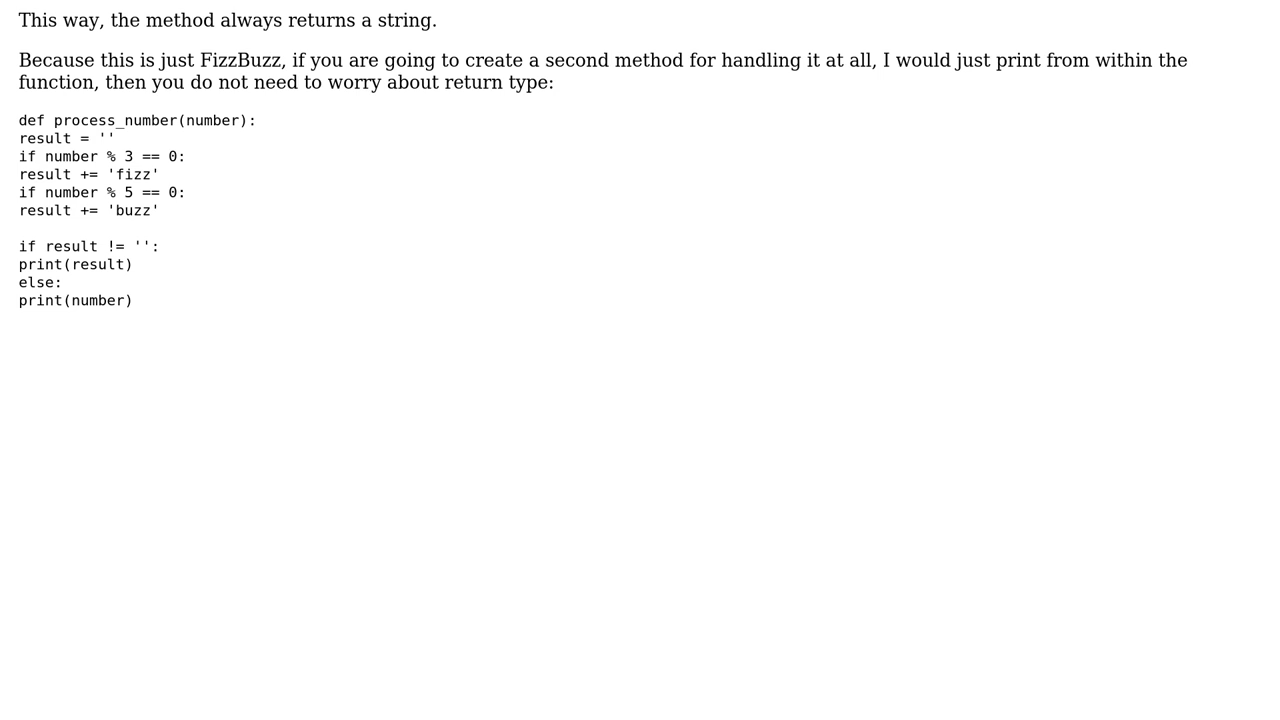 This way, the method always returns a string.
Because this is just FizzBuzz, if you are going to create a second method for handling it at all, I would just print from within the
function, then you do not need to worry about return type:
def process_number(number):
result = ''
if number % 3 == 0:
result += 'fizz'
if number % 5 == 0:
result += 'buzz'
if result != '':
print(result)
else:
print(number)